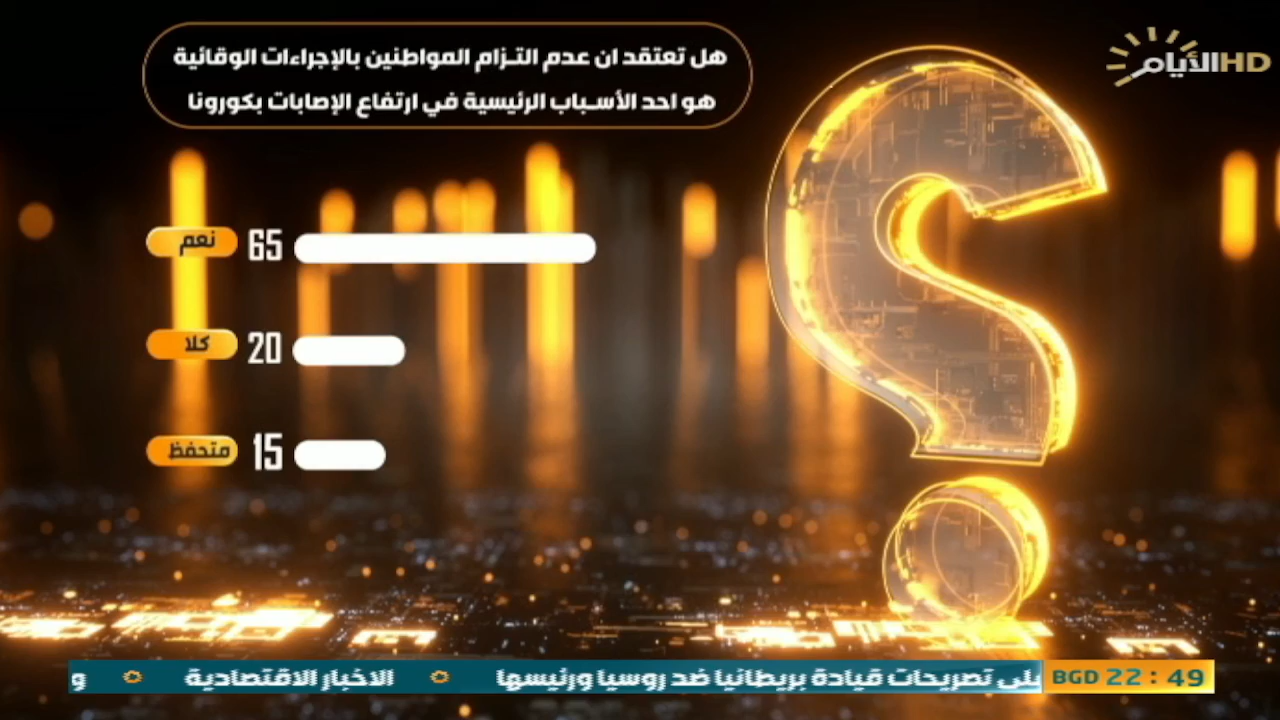 هل تعتقد ان عدم التزام المواطنين بالإجراءات الوقائية
هو احد الأسباب الرئيسية في ارتفاع الإصابات بكورونا
الأيام HD
نعم 65
كلا 20
متحفظ 15
تصريحات قيادة بريطانيا ضد روسيا ورئيسها الاخبار الاقتصادية و
BGD 22 : 49